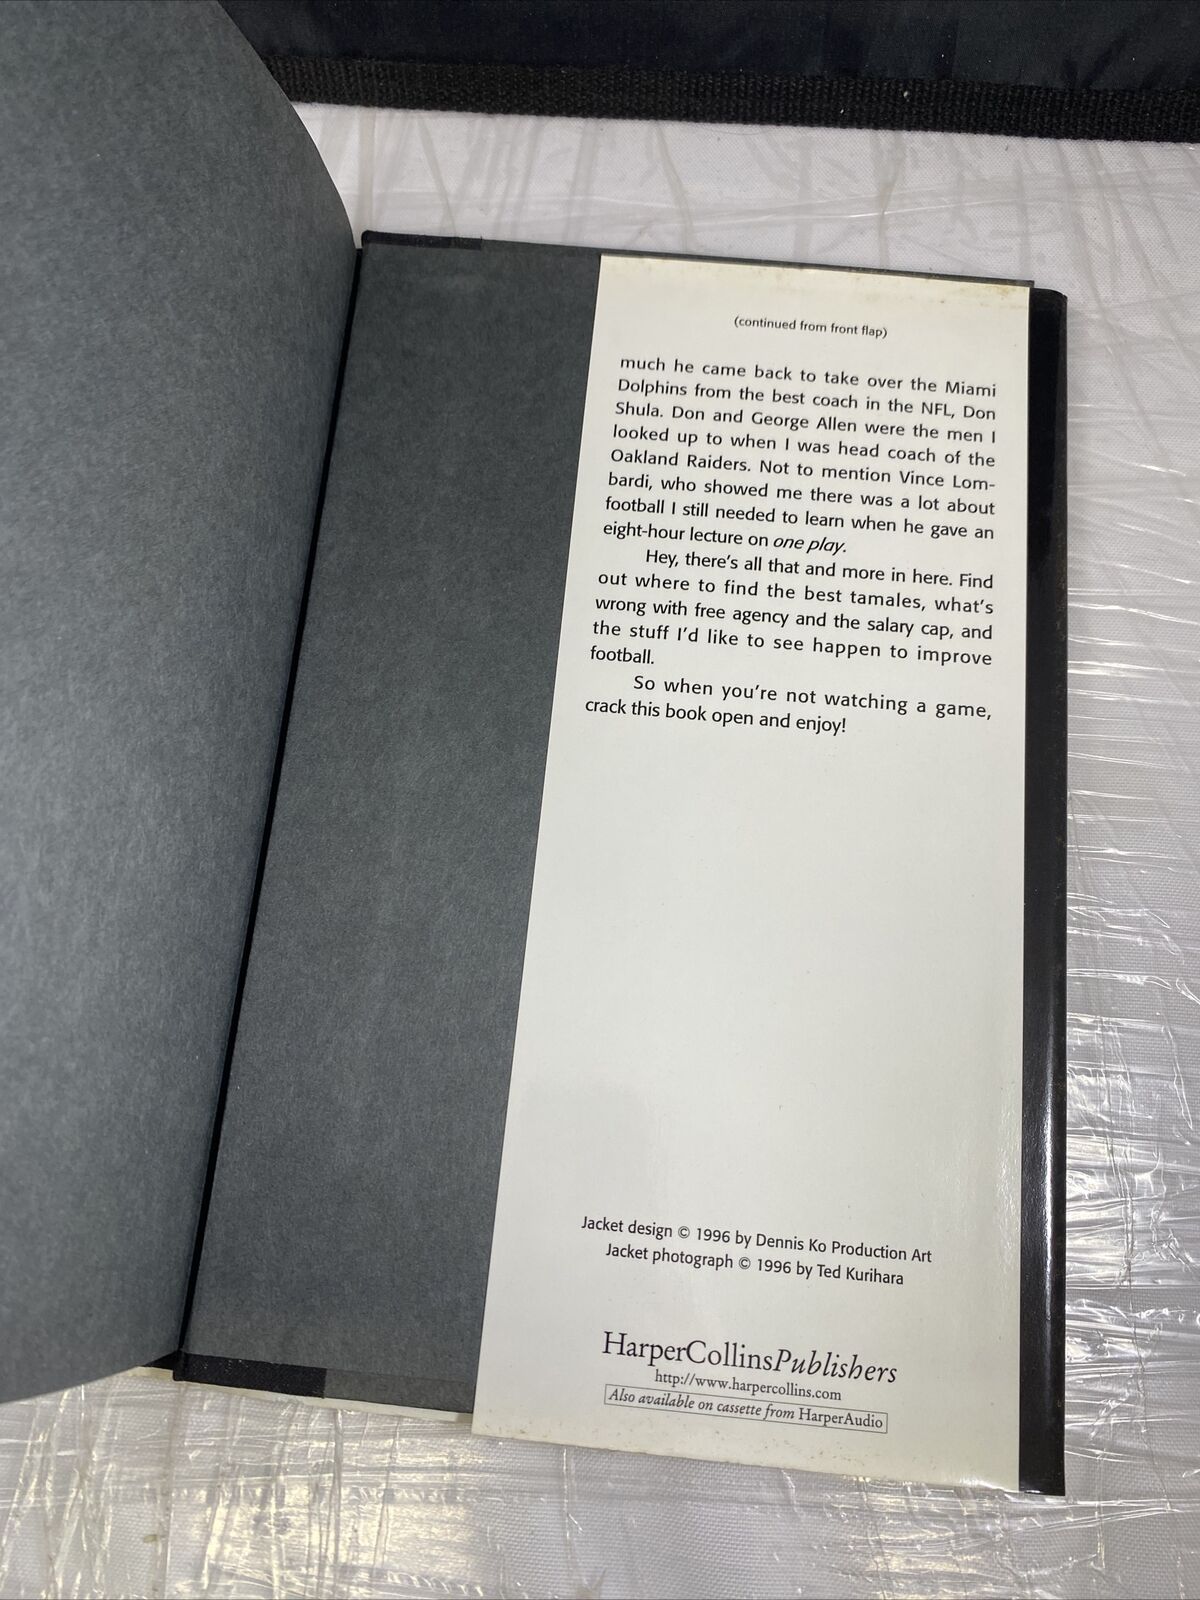 (continued from front flap)
much he came back to take over the Miami
Dolphins from the best coach in the NFL, Don
Shula. Don and George Allen were the men I
looked up to when I was head coach of the
Oakland Raiders. Not to mention Vince Lom-
bardi, who showed me there was a lot about
football I still needed to learn when he gave an
eight-hour lecture on one play.
Hey, there's all that and more in here. Find
out where to find the best tamales, what's
wrong with free agency and the salary cap, and
the stuff I'd like to see happen to improve
football.
So when you're not watching a game,
crack this book open and enjoy!
Jacket design © 1996 by Dennis Ko Production Art
Jacket photograph © 1996 by Ted Kurihara
HarperCollinsPublishers
http://www.harpercollins.com
Also available on cassette from HarperAudio